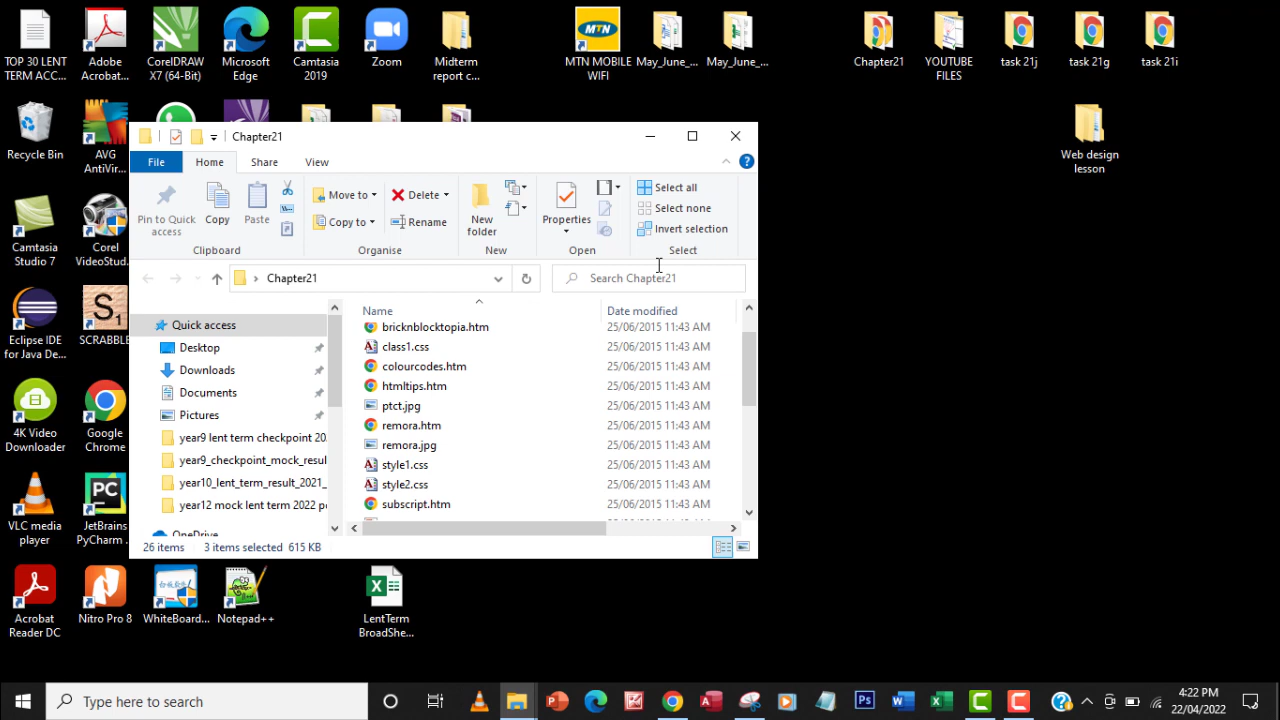 TOP 30 LENT
TERM ACC...
Adobe
Acrobat...
CorelDRAW
X7 (64-Bit)
Microsoft
Edge
Camtasia
2019
Zoom
Midterm
report c...
MTN
MTN MOBILE
WIFI
May_June_...
May_June_...
Chapter21
YOUTUBE
FILES
task 21j
task 21g
task 21i
Recycle Bin
AVG
AntiVir...
Web design
lesson
Camtasia
Studio 7
Corel
VideoStud...
Eclipse IDE
for Java De...
SCRABBLE
4K Video
Downloader
Google
Chrome
VLC media
player
JetBrains
PyCharm ...
Acrobat
Reader DC
Nitro Pro 8
WhiteBoard...
Notepad++
LentTerm
BroadShe...
Chapter21
File
Home
Share
View
Pin to Quick
access
Copy
Paste
Clipboard
Move to
Copy to
Delete
Rename
Organise
New
folder
New
Properties
Open
Select all
Select none
Invert selection
Select
Chapter21
Search Chapter21
Quick access
Desktop
Downloads
Documents
Pictures
year9 lent term checkpoint 20
year9_checkpoint_mock_resul
year10_lent_term_result_2021_
year12 mock lent term 2022 p
OneDrive
Name Date modified
bricknblocktopia.htm 25/06/2015 11:43 AM
class1.css 25/06/2015 11:43 AM
colourcodes.htm 25/06/2015 11:43 AM
htmltips.htm 25/06/2015 11:43 AM
ptct.jpg 25/06/2015 11:43 AM
remora.htm 25/06/2015 11:43 AM
remora.jpg 25/06/2015 11:43 AM
style1.css 25/06/2015 11:43 AM
style2.css 25/06/2015 11:43 AM
subscript.htm 25/06/2015 11:43 AM
26 items 3 items selected 615 KB
Type here to search
4:22 PM
22/04/2022